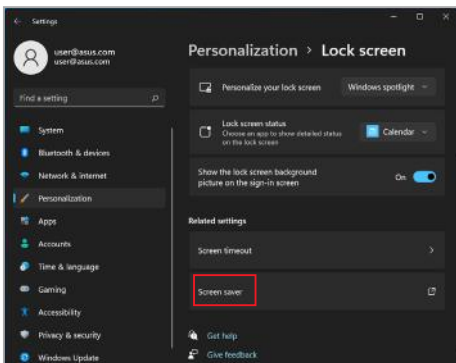 Settings
user@asus.com
user@asus.com
Find a setting
System
Bluetooth & devices
Network & internet
Personalization
Apps
Accounts
Time & language
Gaming
Accessibility
Privacy & security
Windows Update
Personalization > Lock screen
Personalize your lock screen
Windows spotlight
Lock screen status
Choose an app to show detailed status
on the lock screen
Calendar
Show the lock screen background
picture on the sign-in screen
On
Related settings
Screen timeout
Screen saver
Get help
Give feedback